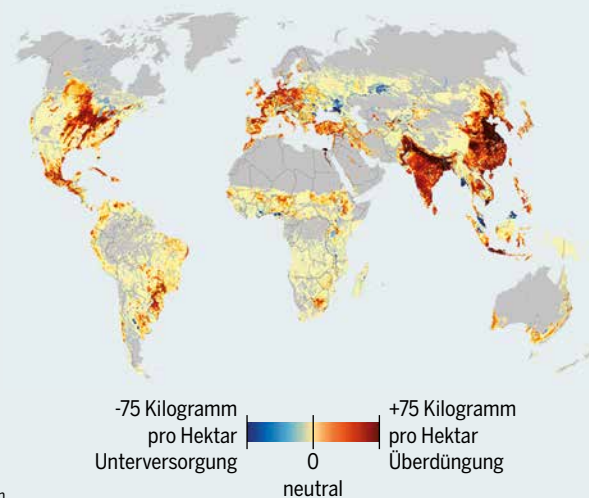 -75 Kilogramm
pro Hektar
Unterversorgung
0
neutral
+75 Kilogramm
pro Hektar
Überdüngung